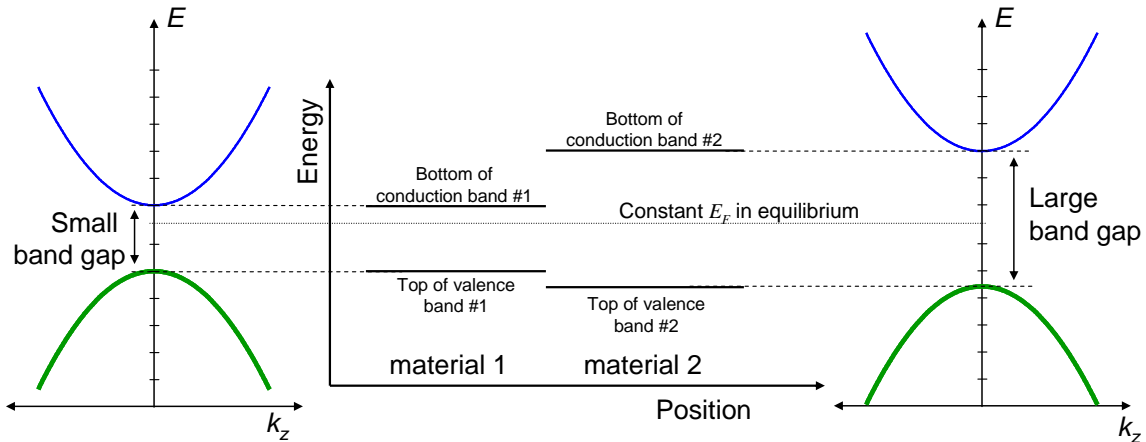 E
Small
band gap
k_z
Energy
Bottom of
conduction band #1
Top of valence
band #1
material 1
Bottom of
conduction band #2
Constant E_F in equilibrium
Top of valence
band #2
material 2
Position
E
Large
band gap
k_z